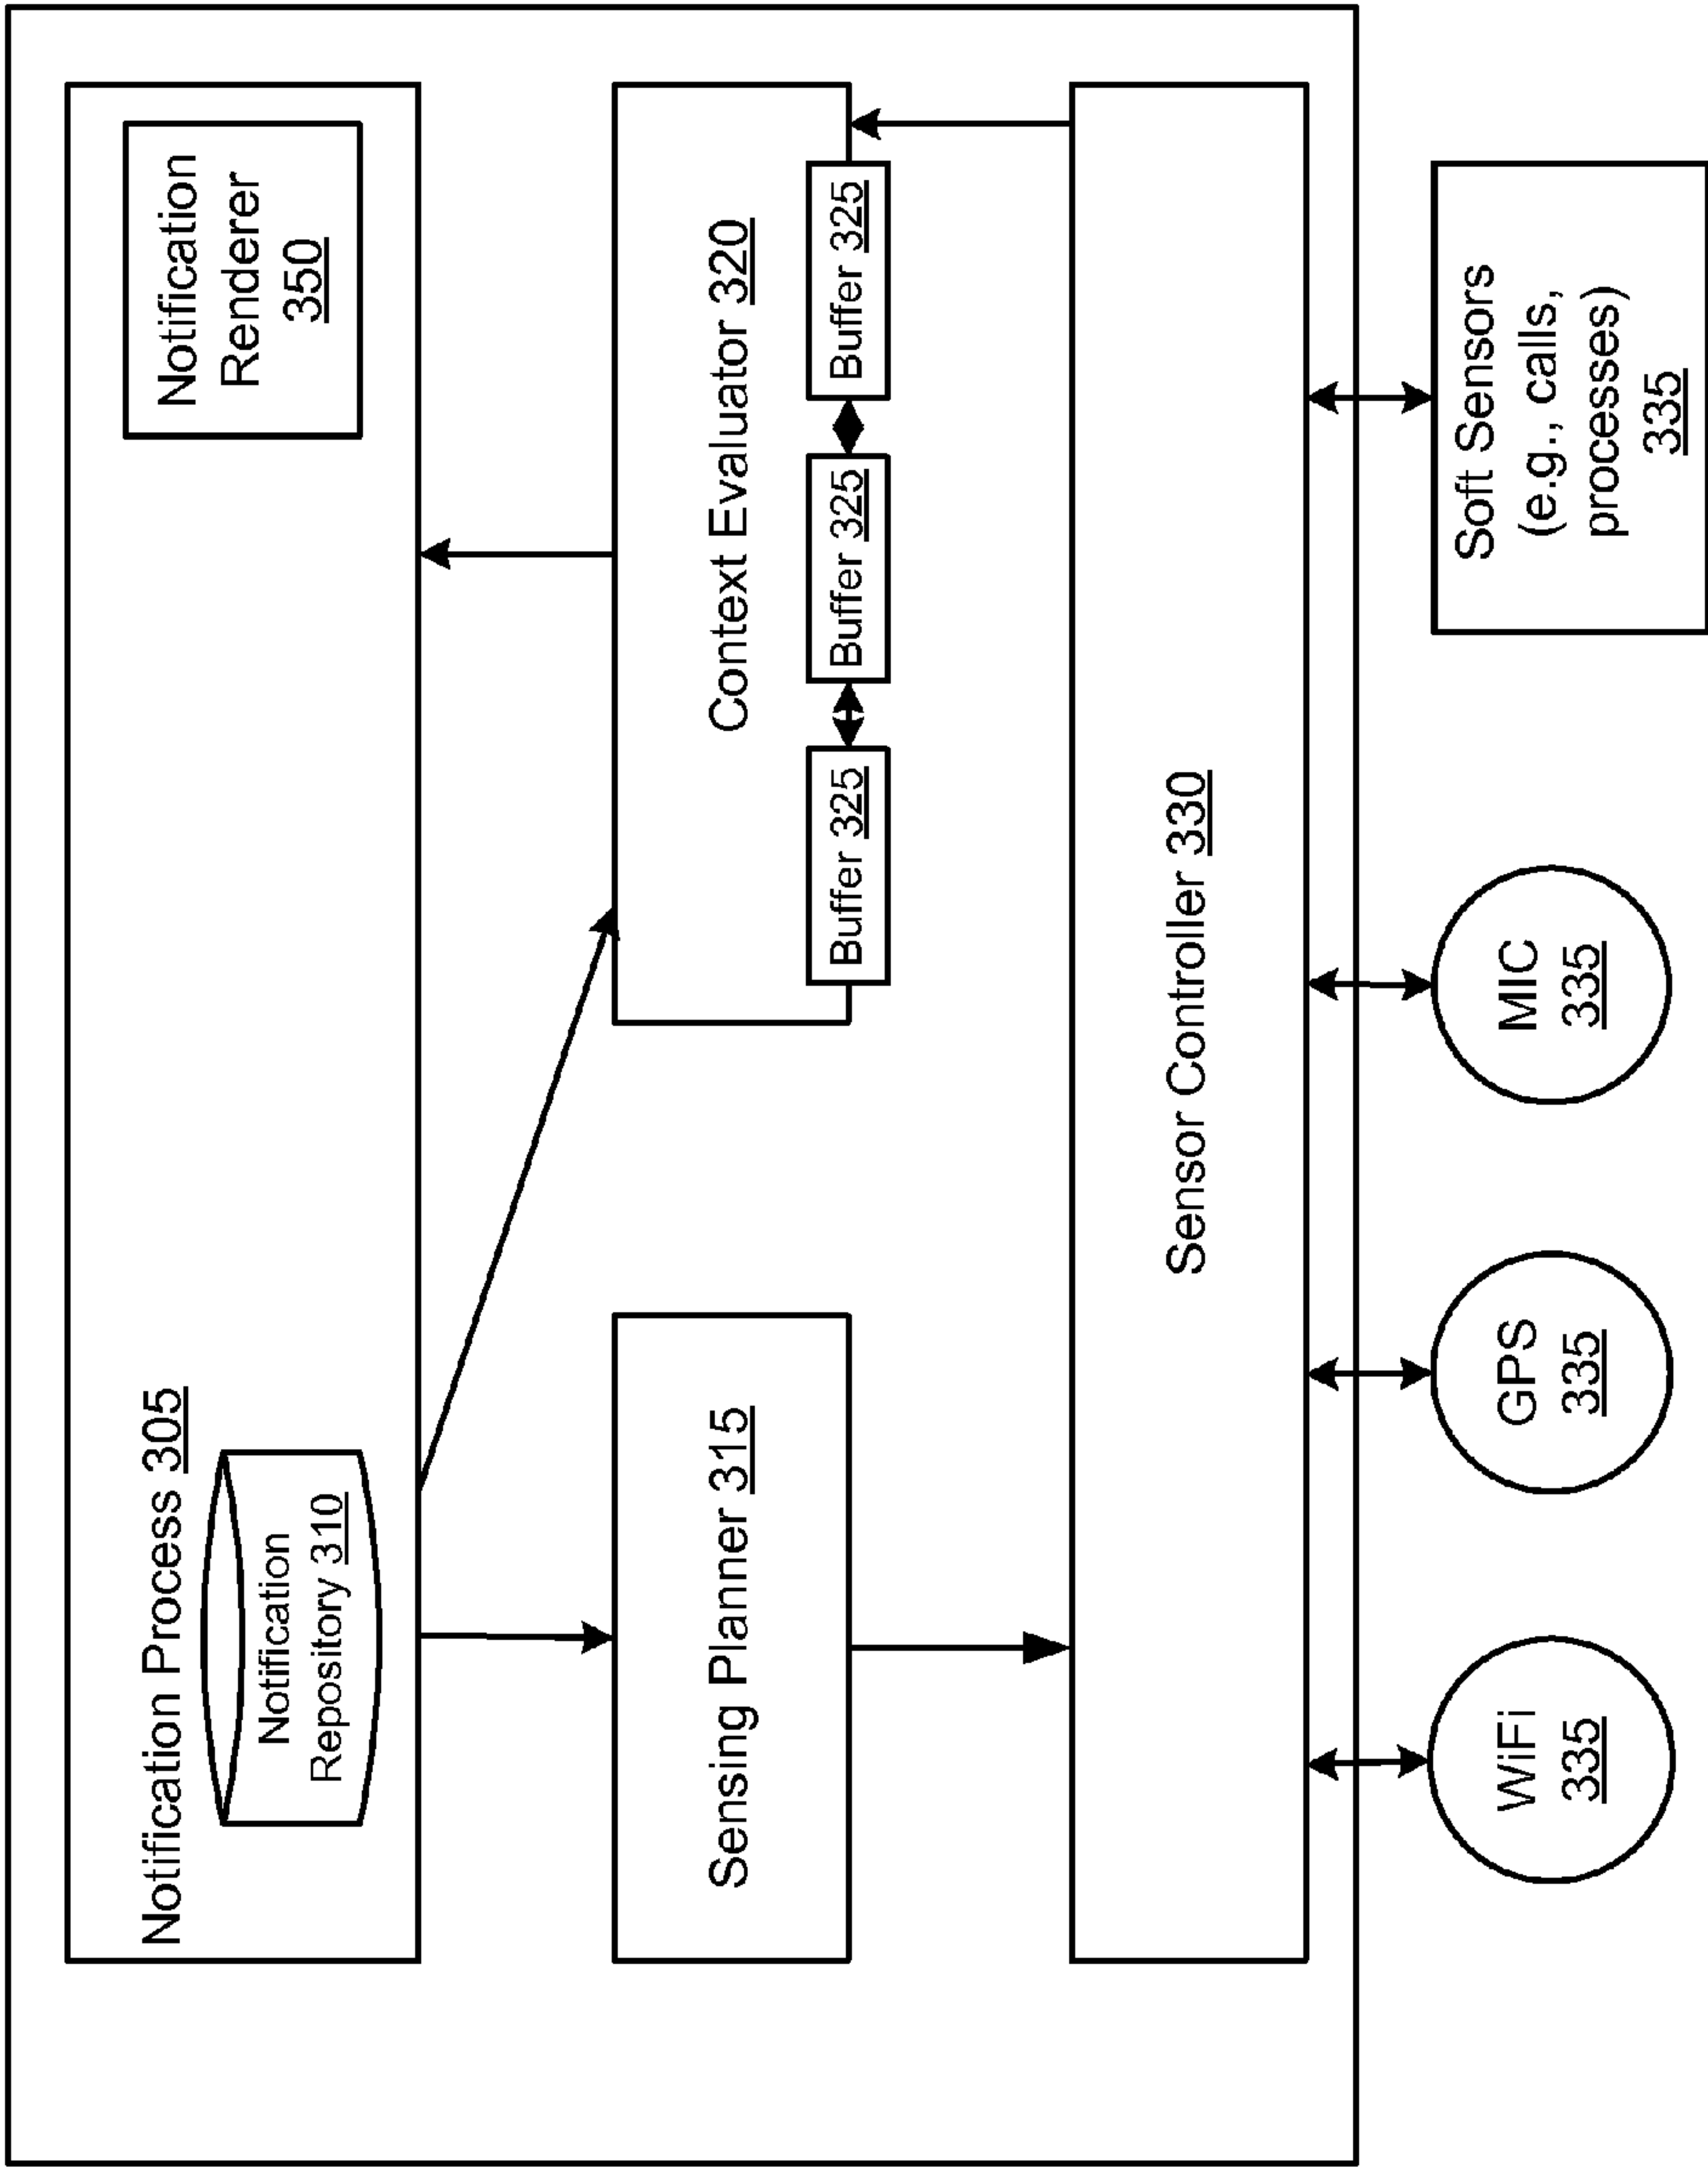 Notification Process 305
Notification
Repository 310
Notification
Renderer
350
Sensing Planner 315
Context Evaluator 320
Buffer 325
Buffer 325
Buffer 325
Sensor Controller 330
WiFi
335
GPS
335
MIC
335
Soft Sensors
(e.g., calls,
processes)
335